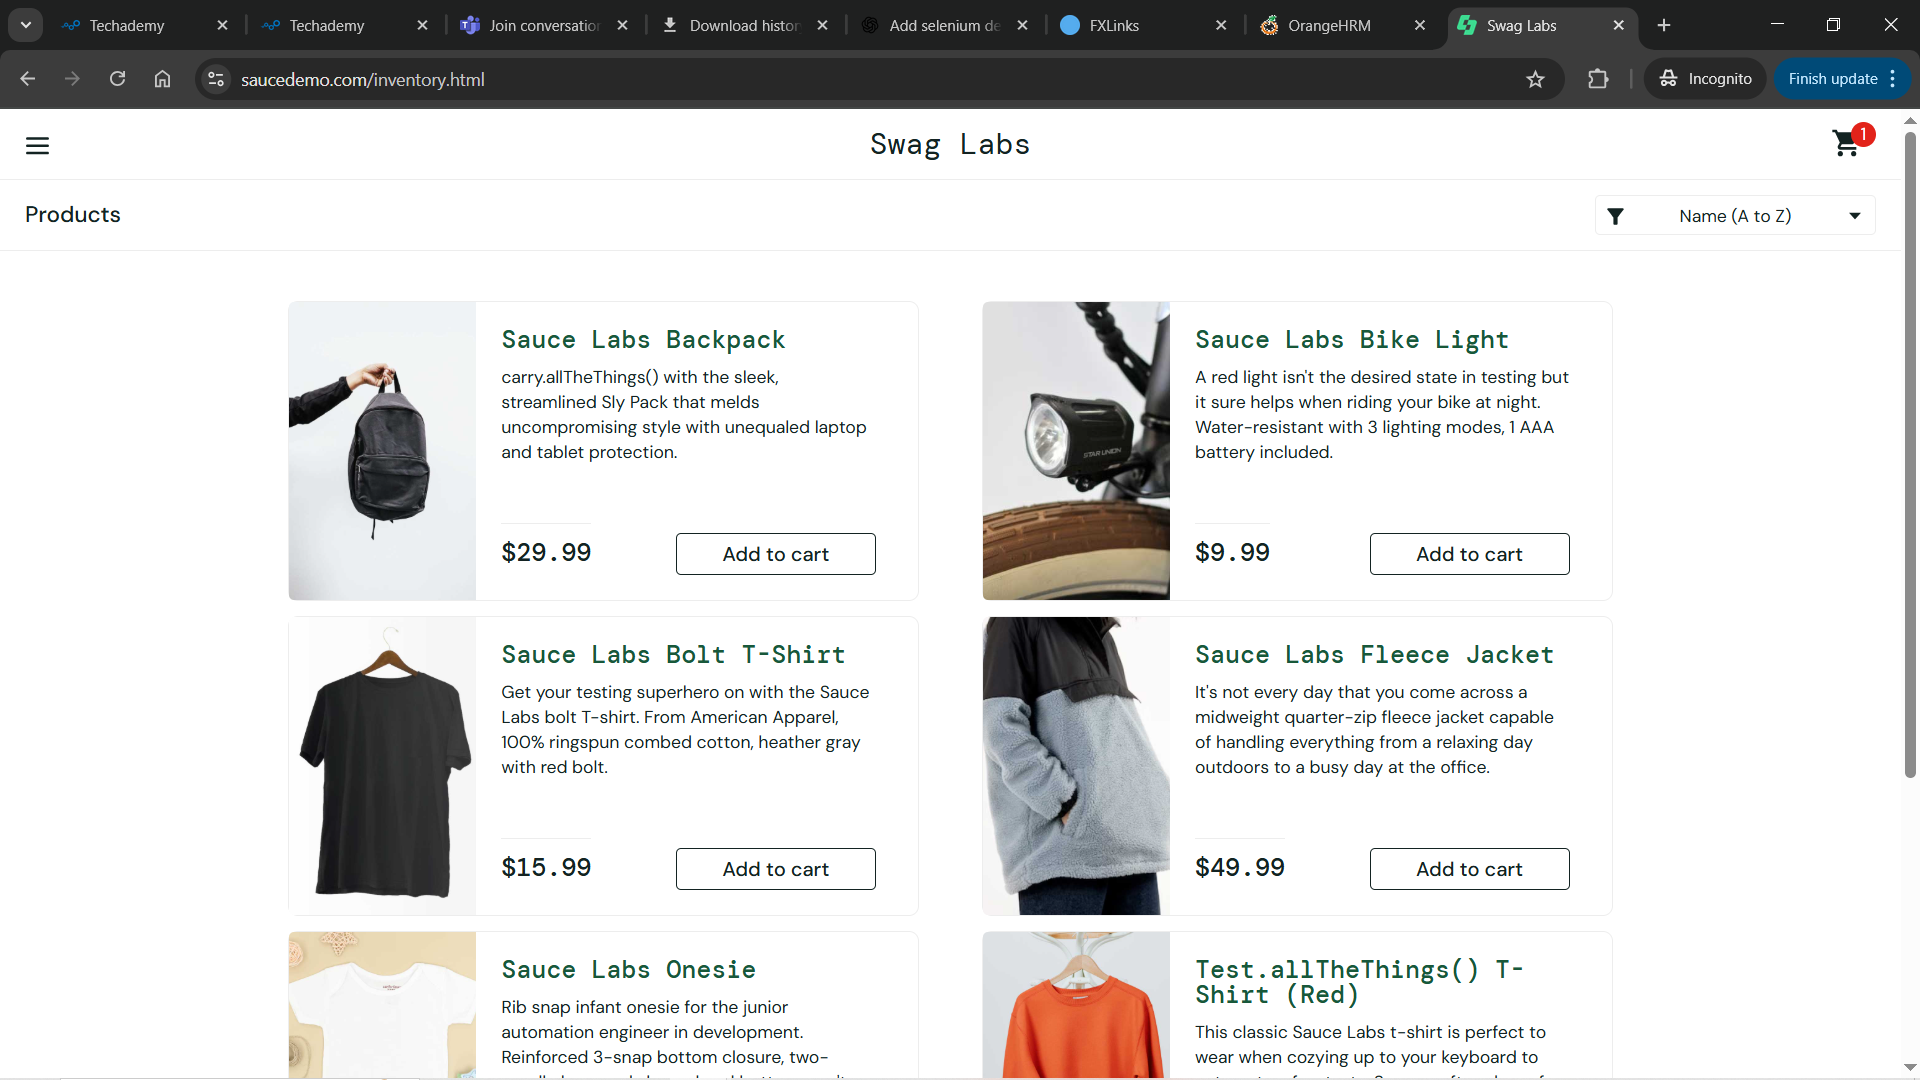 Techademy
Techademy
Join conversation
Download histor
Add selenium de
FXLinks
OrangeHRM
Swag Labs
saucedemo.com/inventory.html
Incognito
Finish update
Swag Labs
1
Products
Name (A to Z)
Sauce Labs Backpack
carry.allTheThings() with the sleek,
streamlined Sly Pack that melds
uncompromising style with unequaled laptop
and tablet protection.
$29.99
Add to cart
Sauce Labs Bike Light
A red light isn't the desired state in testing but
it sure helps when riding your bike at night.
Water-resistant with 3 lighting modes, 1 AAA
battery included.
STAR UNION
$9.99
Add to cart
Sauce Labs Bolt T-Shirt
Get your testing superhero on with the Sauce
Labs bolt T-shirt. From American Apparel,
100% ringspun combed cotton, heather gray
with red bolt.
$15.99
Add to cart
Sauce Labs Fleece Jacket
It's not every day that you come across a
midweight quarter-zip fleece jacket capable
of handling everything from a relaxing day
outdoors to a busy day at the office.
$49.99
Add to cart
Sauce Labs Onesie
Rib snap infant onesie for the junior
automation engineer in development.
Reinforced 3-snap bottom closure, two-
Test.allTheThings() T-
Shirt (Red)
This classic Sauce Labs t-shirt is perfect to
wear when cozying up to your keyboard to